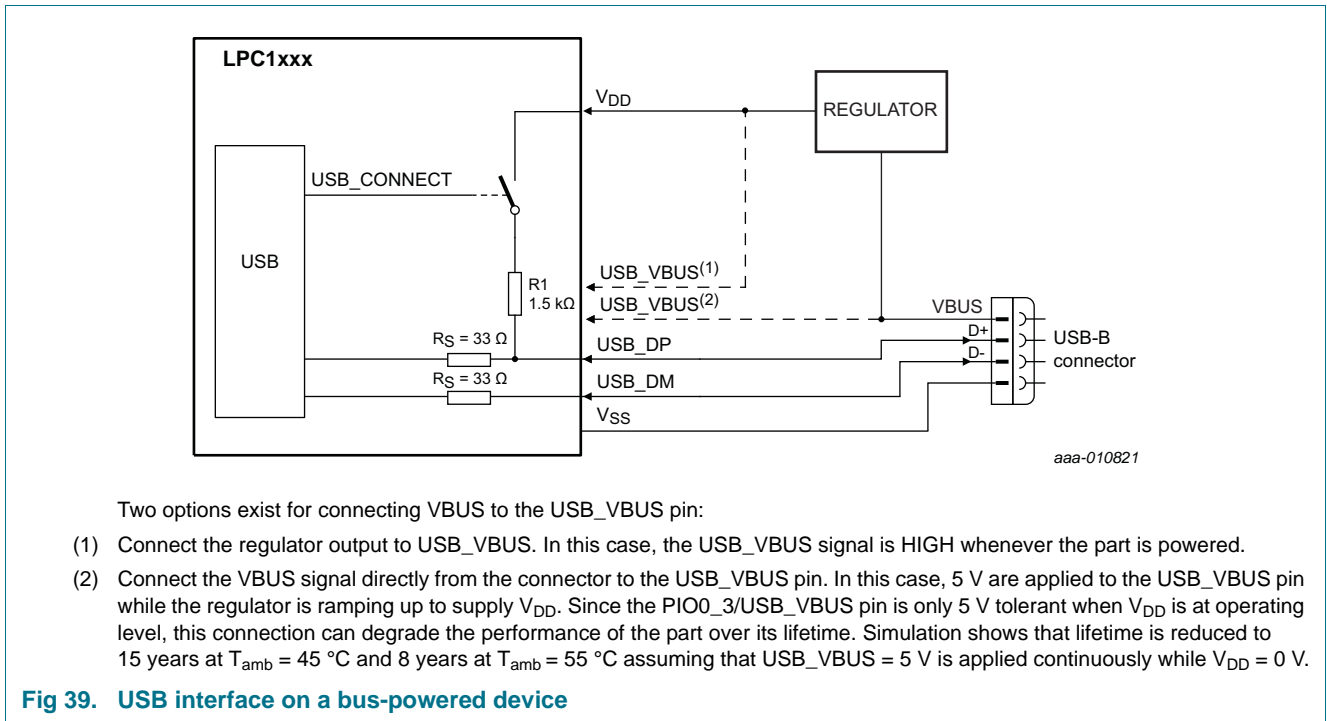 LPC1xxx
VDD
REGULATOR
USB_CONNECT
USB
R1
1.5 kΩ
USB_VBUS(1)
USB_VBUS(2)
VBUS
RS = 33 Ω
USB_DP
D+
USB-B
connector
RS = 33 Ω
USB_DM
D-
VSS
aaa-010821
Two options exist for connecting VBUS to the USB_VBUS pin:
(1) Connect the regulator output to USB_VBUS. In this case, the USB_VBUS signal is HIGH whenever the part is powered.
(2) Connect the VBUS signal directly from the connector to the USB_VBUS pin. In this case, 5 V are applied to the USB_VBUS pin
while the regulator is ramping up to supply VDD. Since the PIO0_3/USB_VBUS pin is only 5 V tolerant when VDD is at operating
level, this connection can degrade the performance of the part over its lifetime. Simulation shows that lifetime is reduced to
15 years at Tamb = 45 °C and 8 years at Tamb = 55 °C assuming that USB_VBUS = 5 V is applied continuously while VDD = 0 V.
Fig 39. USB interface on a bus-powered device